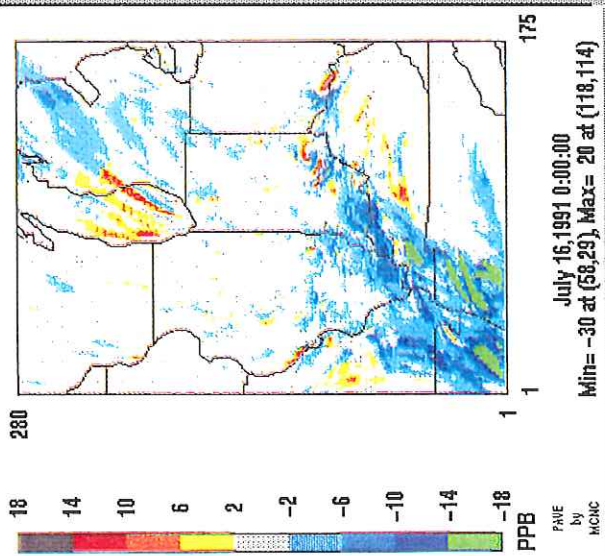 280
18
14
10
6
2
-2
-6
-10
-14
-18
PPB
PAVE
by
MCNC
1
1
175
July 16,1991 0:00:00
Min= -30 at (58,29), Max= 20 at (118,114)